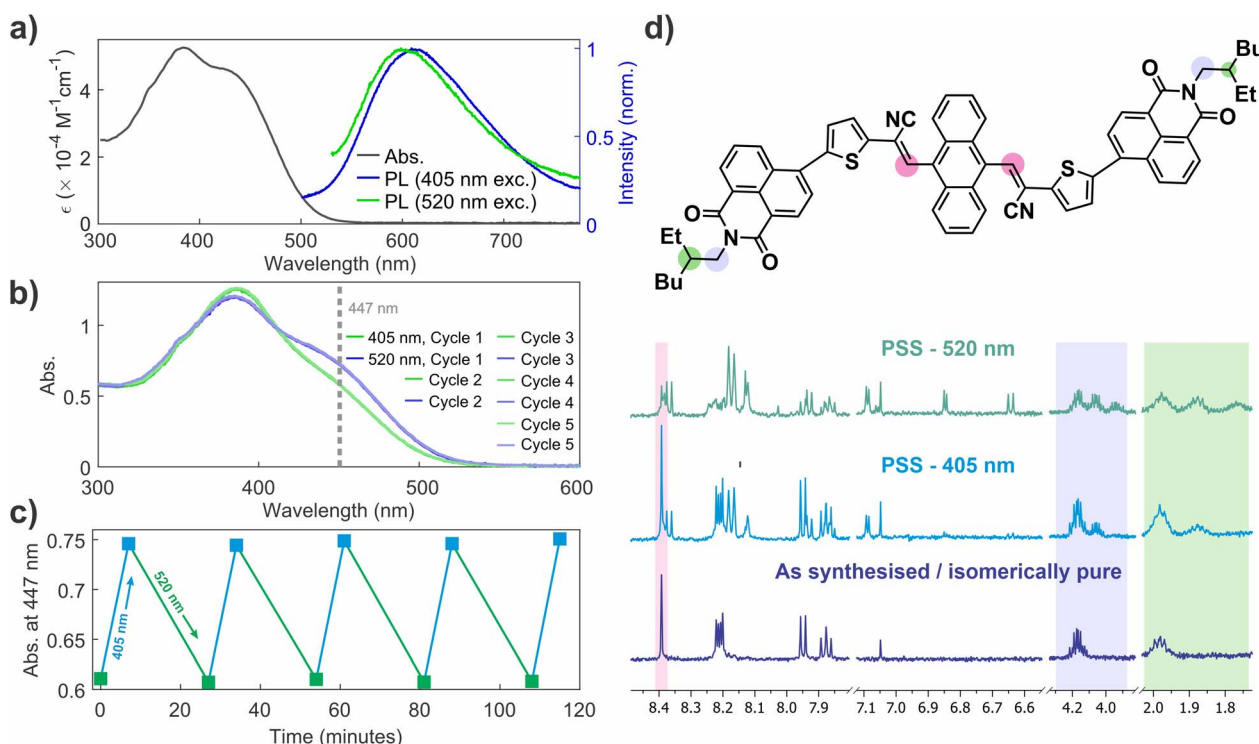 a)
ϵ (× 10⁻⁴ M⁻¹cm⁻¹)
4
2
0
Abs.
PL (405 nm exc.)
PL (520 nm exc.)
1
0.5
0
Intensity (norm.)
300 400 500 600 700
Wavelength (nm)
b)
Abs.
1
0.5
0
447 nm
405 nm, Cycle 1
520 nm, Cycle 1
Cycle 2
Cycle 2
Cycle 3
Cycle 3
Cycle 4
Cycle 4
Cycle 5
Cycle 5
300 400 500 600
Wavelength (nm)
c)
Abs. at 447 nm
0.75
0.7
0.65
0.6
405 nm
520 nm
0 20 40 60 80 100 120
Time (minutes)
d)
Bu
Et
O
N
O
NC
S
S
CN
O
N
O
Et
Bu
PSS - 520 nm
PSS - 405 nm
As synthesised / isomerically pure
8.4 8.3 8.2 8.1 8.0 7.9 7.1 7.0 6.9 6.8 6.7 6.6 4.2 4.0 2.0 1.9 1.8